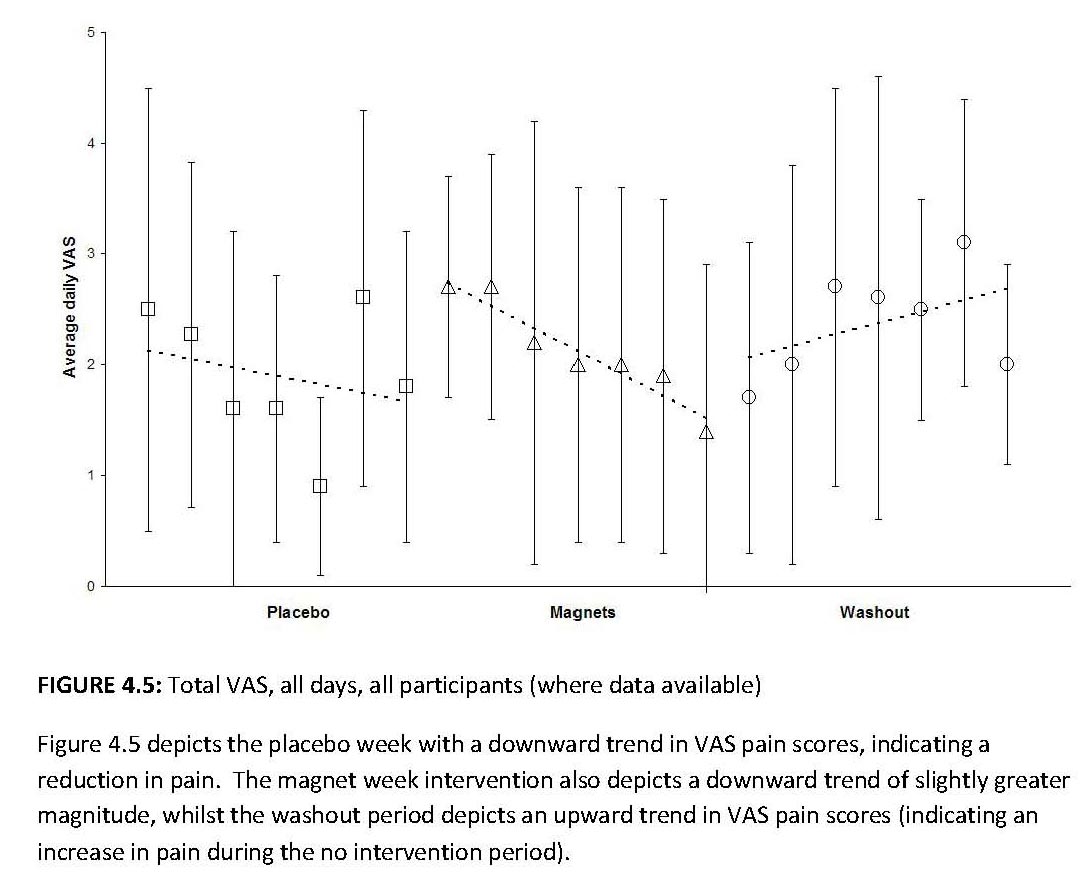 5
4
3
2
1
0
Average daily VAS
Placebo Magnets Washout
FIGURE 4.5: Total VAS, all days, all participants (where data available)
Figure 4.5 depicts the placebo week with a downward trend in VAS pain scores, indicating a
reduction in pain.  The magnet week intervention also depicts a downward trend of slightly greater
magnitude, whilst the washout period depicts an upward trend in VAS pain scores (indicating an
increase in pain during the no intervention period).